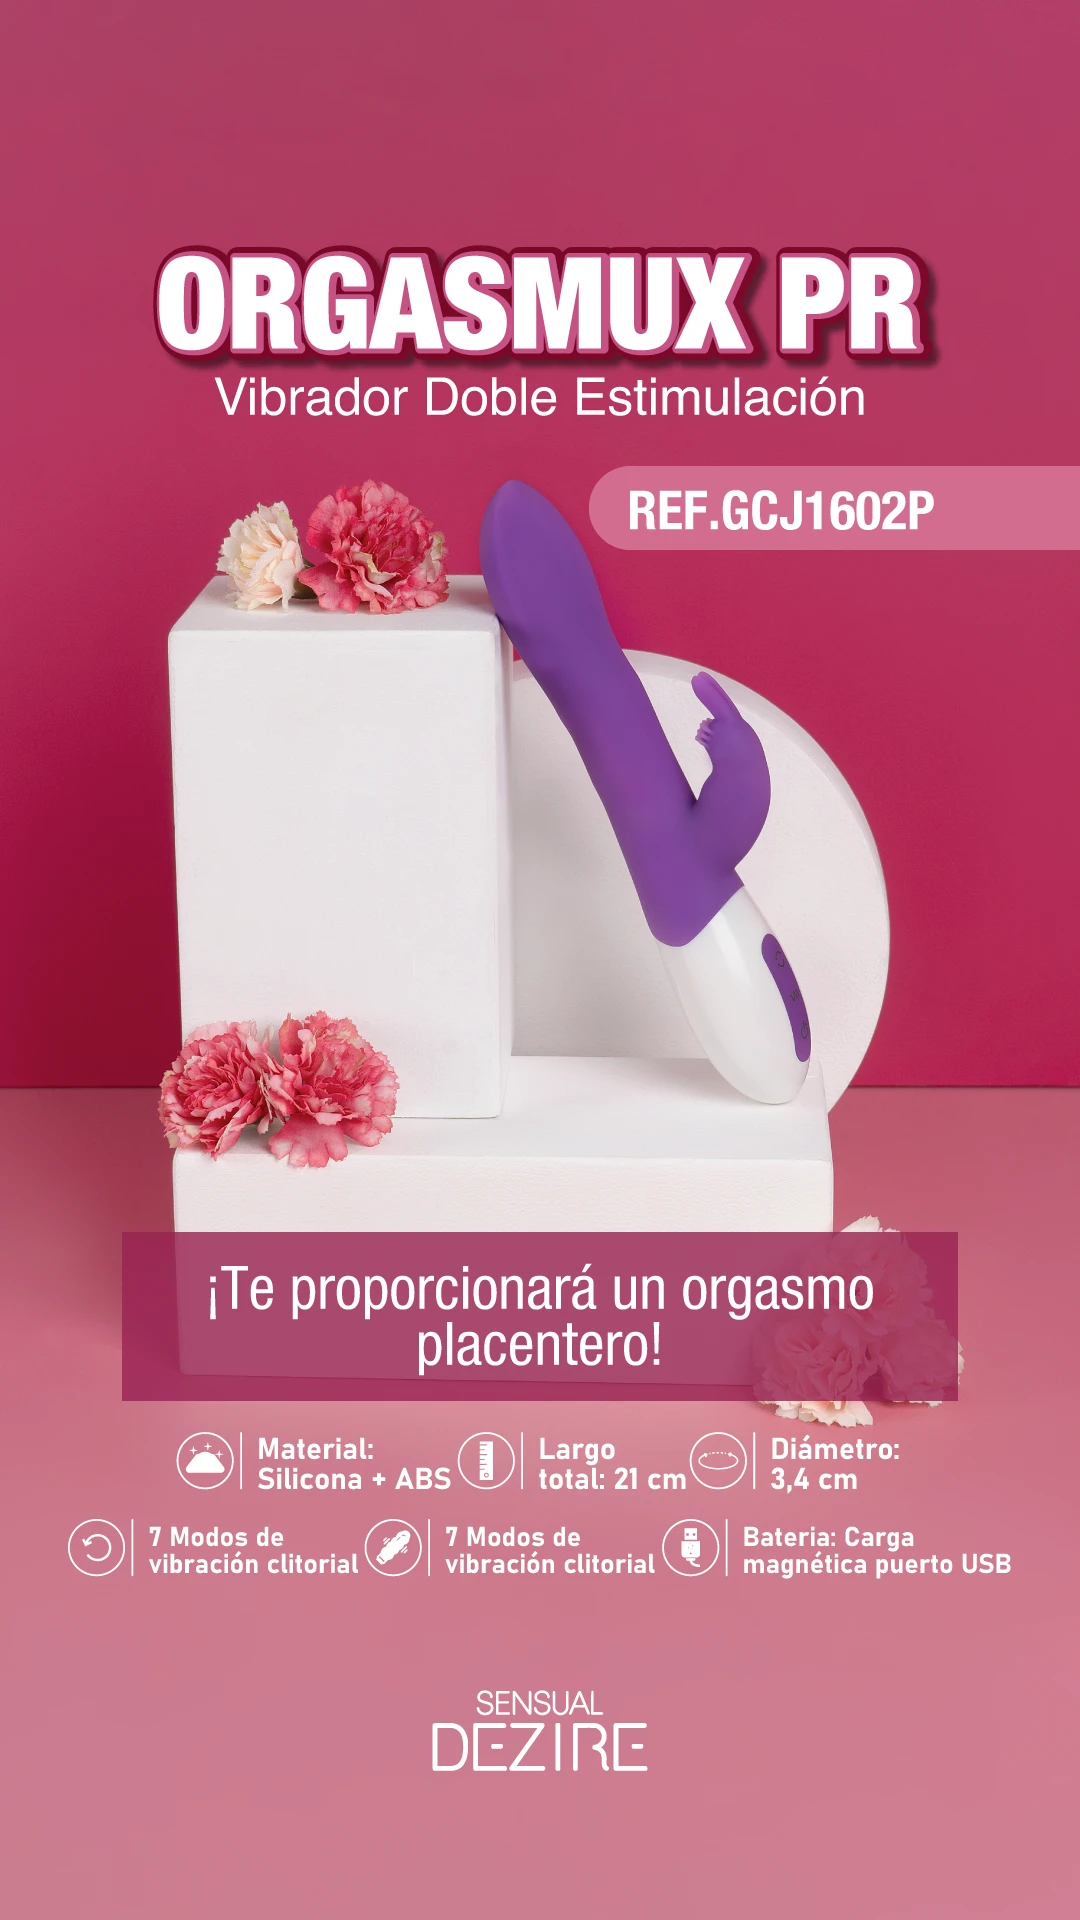 ORGASMUX PR
Vibrador Doble Estimulación
REF.GCJ1602P
¡Te proporcionará un orgasmo
placentero!
Material:
Silicona + ABS
Largo
total: 21 cm
Diámetro:
3,4 cm
7 Modos de
vibración clitorial
7 Modos de
vibración clitorial
Bateria: Carga
magnética puerto USB
SENSUAL
DEZIRE